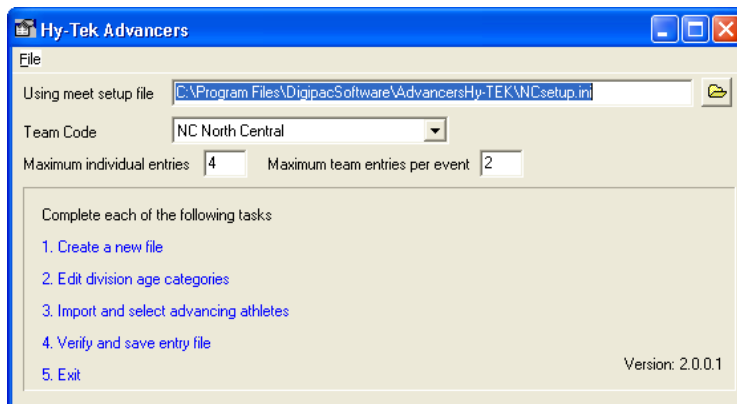 Hy-Tek Advancers
File
Using meet setup file C:\Program Files\DigipacSoftware\AdvancersHy-TEK\NCsetup.ini
Team Code NC North Central
Maximum individual entries 4 Maximum team entries per event 2
Complete each of the following tasks
1. Create a new file
2. Edit division age categories
3. Import and select advancing athletes
4. Verify and save entry file
5. Exit
Version: 2.0.0.1